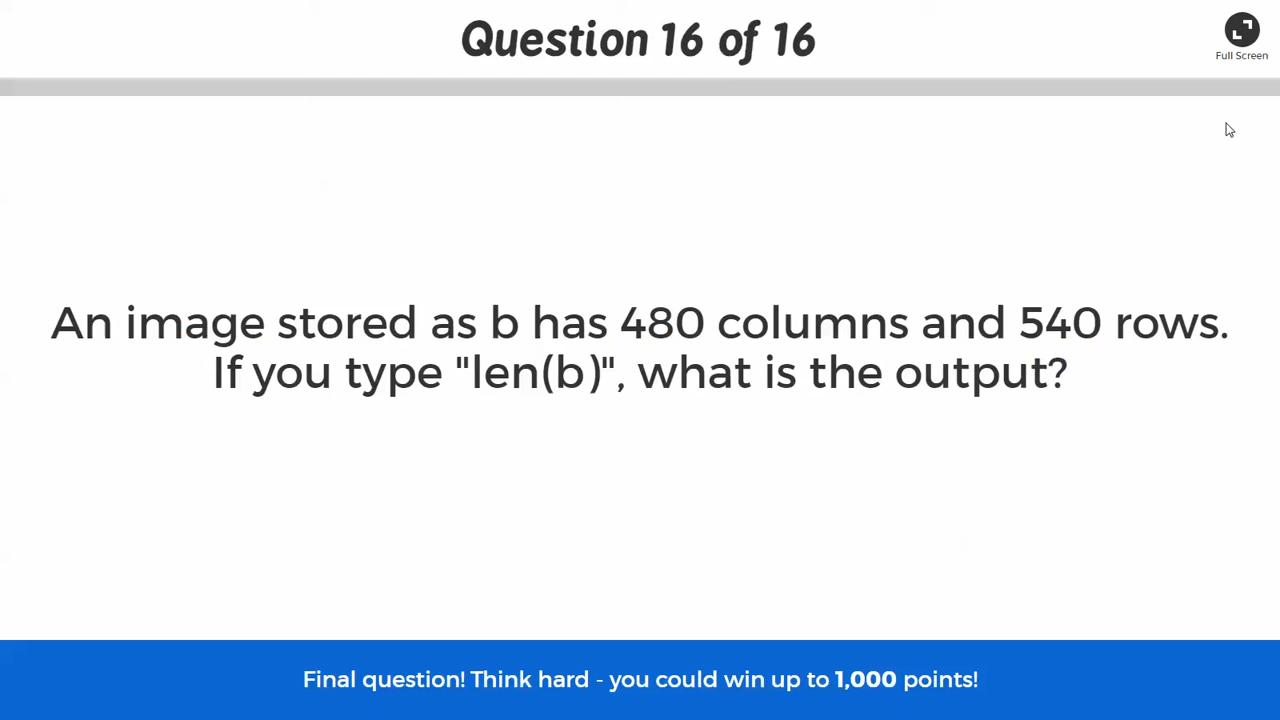 Question 16 of 16
Full Screen
An image stored as b has 480 columns and 540 rows.
If you type "len(b)", what is the output?
Final question! Think hard - you could win up to 1,000 points!